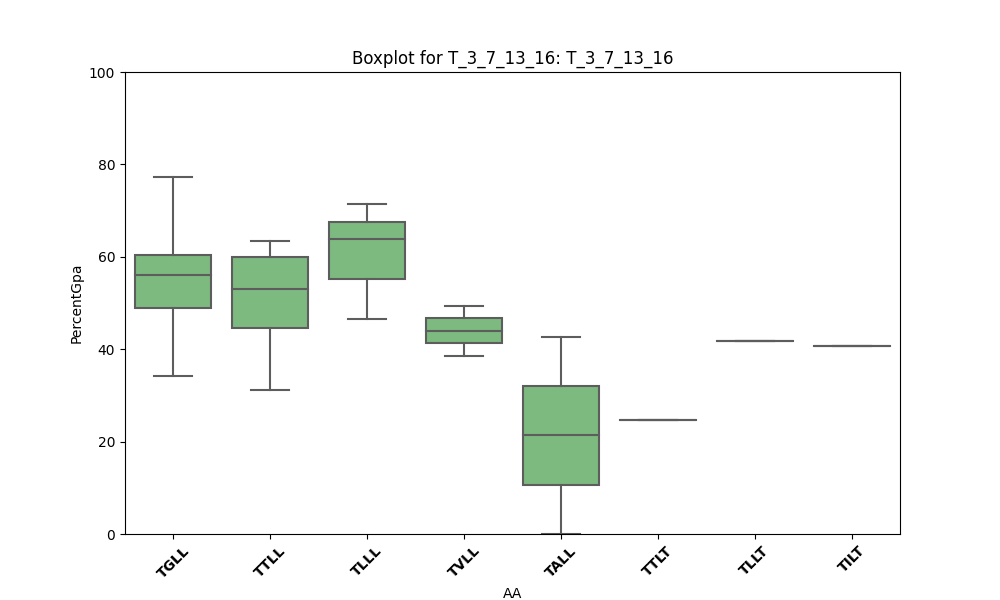 Boxplot for T_3_7_13_16: T_3_7_13_16
100
80
60
40
20
0
PercentGpa
TGLL
TTLL
TLLL
TVLL
TALL
TTLT
TLLT
TILT
AA